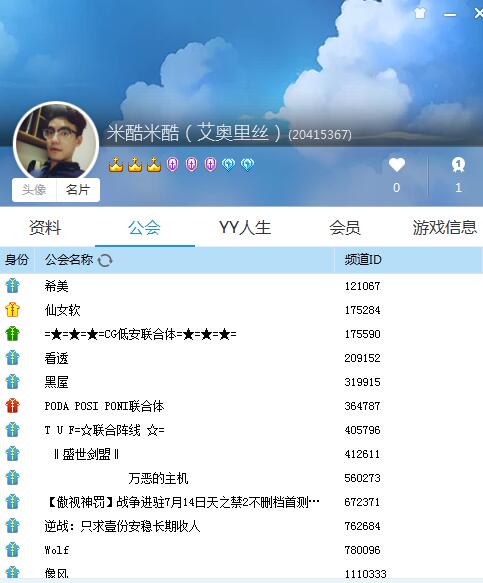 米酷米酷（艾奥里丝）(20415367)
头像 名片
0 1
资料 公会 YY人生 会员 游戏信息
身份 公会名称 频道ID
希美 121067
仙女软 175284
=★=★=★=CG低安联合体=★=★=★= 175590
看透 209152
黑屋 319915
PODA POSI PONI联合体 364787
T U F=☆联合阵线 ☆= 405796
‖盛世剑盟‖ 412611
万恶的主机 560273
【傲视神罚】战争进驻7月14日天之禁2不删档首测… 672371
逆战：只求壹份安稳长期收人 762684
Wolf 780096
像风 1110333